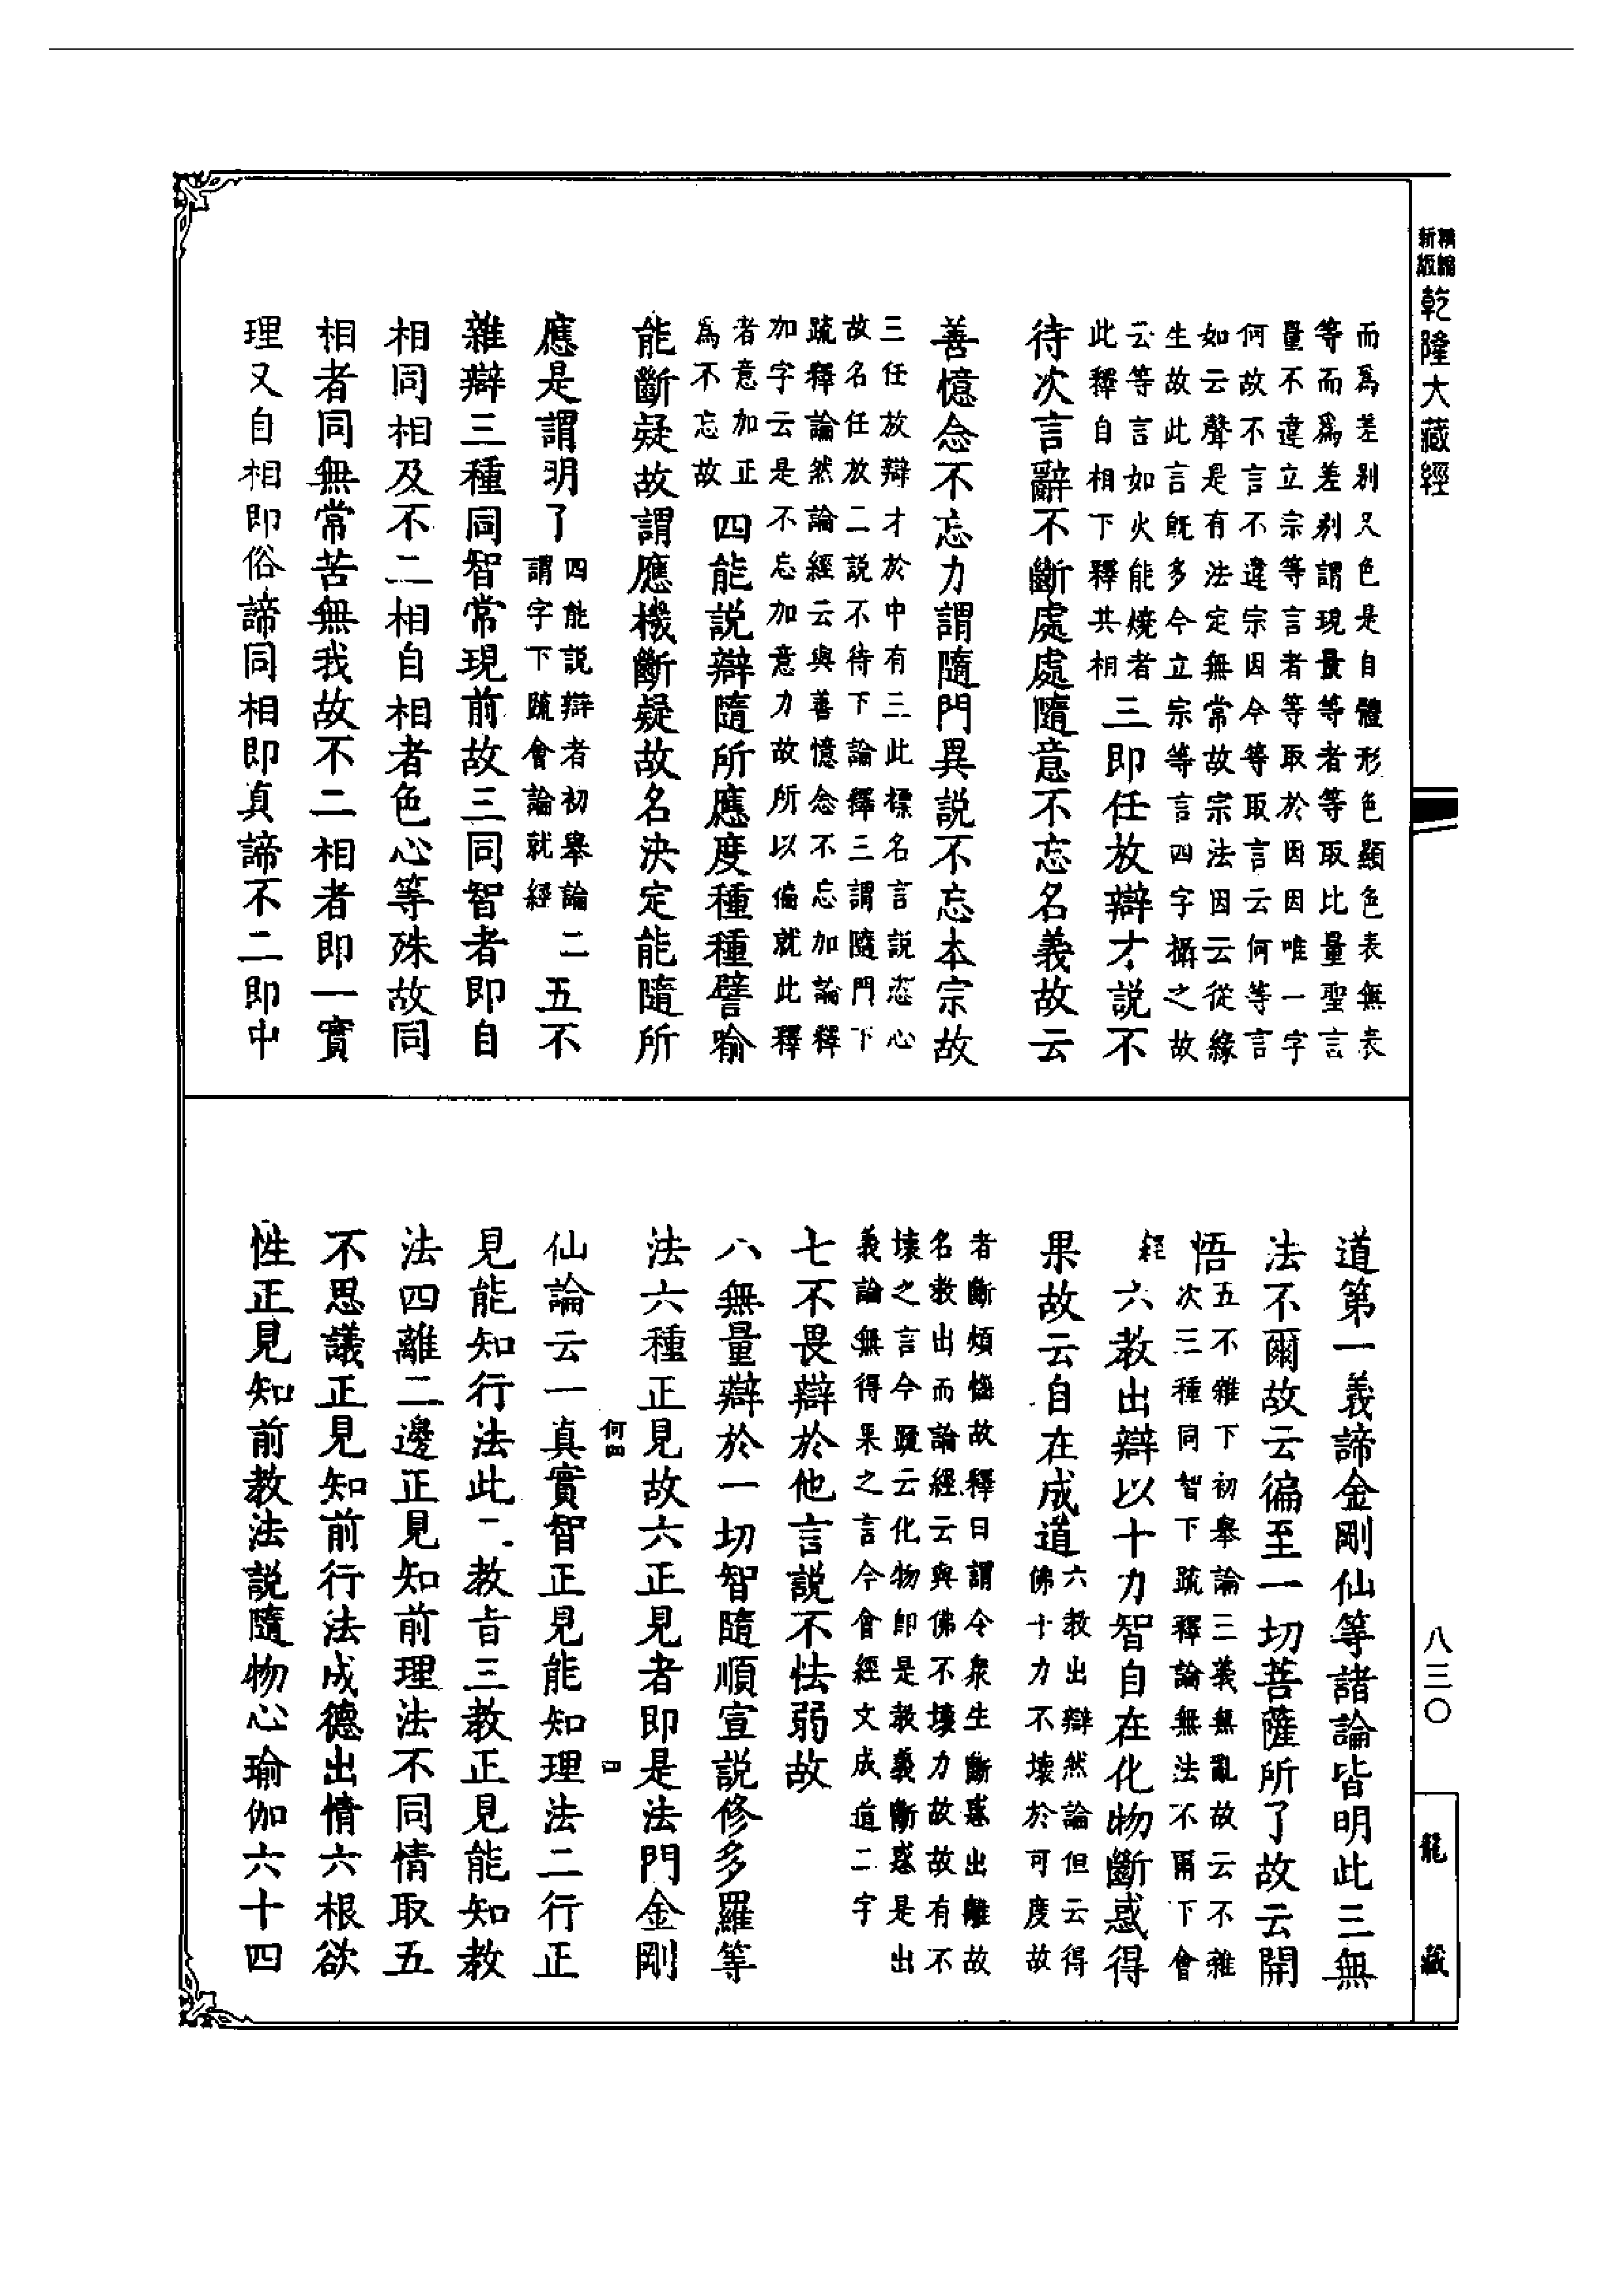 精縮
新版
乾隆大藏經
八三〇
龍藏
而為差別又色是自體形色顯色表無表
等而為差別謂現量等者等取比量聖言
量不違立宗等言者等取於因因唯一字
何故不言不違宗因今等取言云何等言
如云聲是有法定無常故宗法因云從緣
生故此言既多今立宗等言四字攝之故
云等言如火能燒者
此釋自相下釋共相
三即任放辯才說不
待次言辭不斷處處隨意不忘名義故云
善憶念不忘力謂隨門異說不忘本宗故
三任放辯才於中有三此標名言說恣心
故名任放二說不待下論釋三謂隨門下
疏釋論然論經云與善憶念不忘加論釋
加字云是不忘加意力故所以偏就此釋
者意加正
為不忘故
四能說辯隨所應度種種譬喻
能斷疑故謂應機斷疑故名決定能隨所
應是謂明了
四能說辯者初舉論二
謂字下疏會論就經
五不
雜辯三種同智常現前故三同智者即自
相同相及不二相自相者色心等殊故同
相者同無常苦無我故不二相者即一實
理又自相即俗諦同相即真諦不二即中
道第一義諦金剛仙等諸論皆明此三無
法不爾故云徧至一切菩薩所了故云開
悟
五不雜下初舉論三義無亂故云不雜
次三種同智下疏釋論無法不爾下會
經
六教出辯以十力智自在化物斷惑得
果故云自在成道
六教出辯然論但云得
佛十力不壞於可度故
者斷煩惱故釋曰謂令眾生斷惑出離故
名教出而論經云與佛不壞力故故有不
壞之言今疏云化物即是教義斷惑是出
義論無得果之言今會經文成道二字
七不畏辯於他言說不怯弱故
八無量辯於一切智隨順宣說修多羅等
法六種正見故六正見者即是法門金剛
何四
四
仙論云一真實智正見能知理法二行正
見能知行法此二教旨三教正見能知教
法四離二邊正見知前理法不同情取五
不思議正見知前行法成德出情六根欲
性正見知前教法說隨物心瑜伽六十四